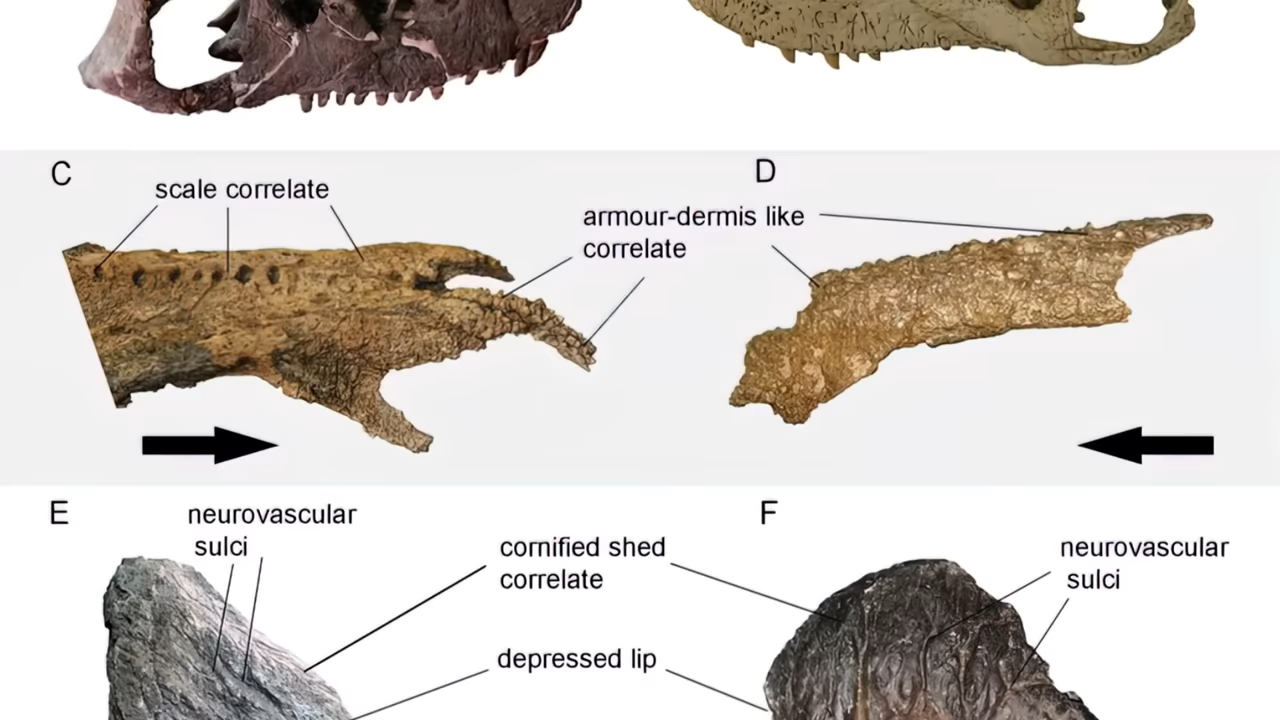 C
scale correlate
D
armour-dermis like
correlate
E
neurovascular
sulci
cornified shed
correlate
depressed lip
F
neurovascular
sulci